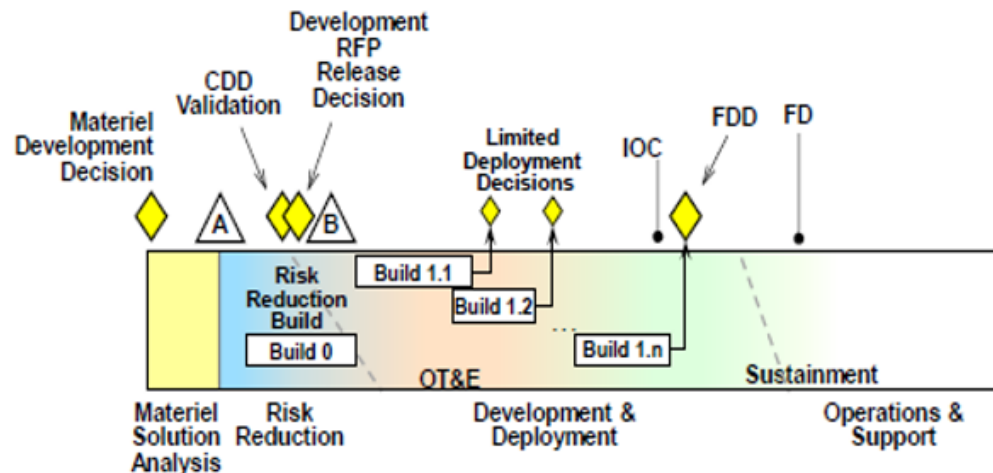 Development
RFP
Release
Decision
CDD
Validation
Materiel
Development
Decision
Limited
Deployment
Decisions
IOC
FDD
FD
A
B
Build 1.1
Risk
Reduction
Build
Build 1.2
...
Build 0
Build 1.n
OT&E
Sustainment
Materiel
Solution
Analysis
Risk
Reduction
Development &
Deployment
Operations &
Support